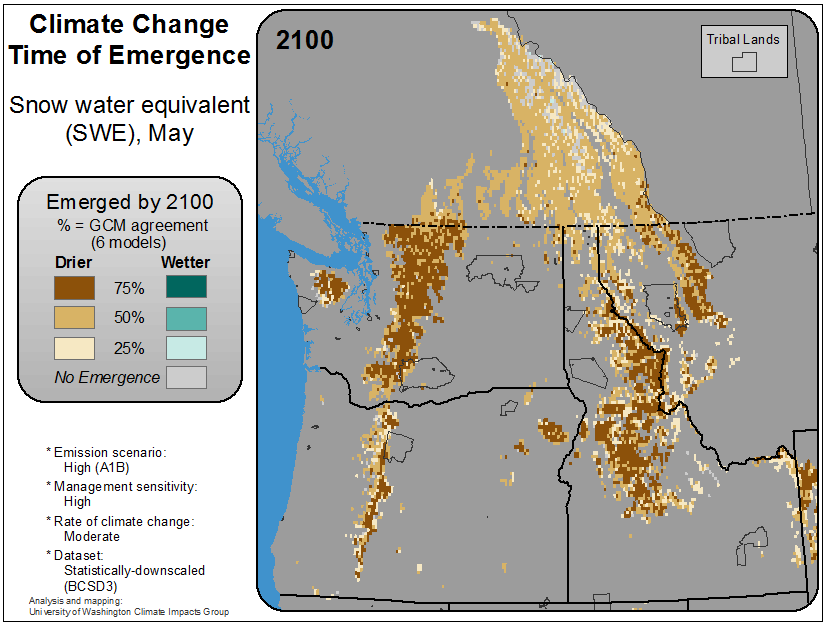 Climate Change
Time of Emergence
Snow water equivalent
(SWE), May
Emerged by 2100
% = GCM agreement
(6 models)
Drier Wetter
75%
50%
25%
No Emergence
* Emission scenario:
High (A1B)
* Management sensitivity:
High
* Rate of climate change:
Moderate
* Dataset:
Statistically-downscaled
(BCSD3)
Analysis and mapping:
University of Washington Climate Impacts Group
2100
Tribal Lands